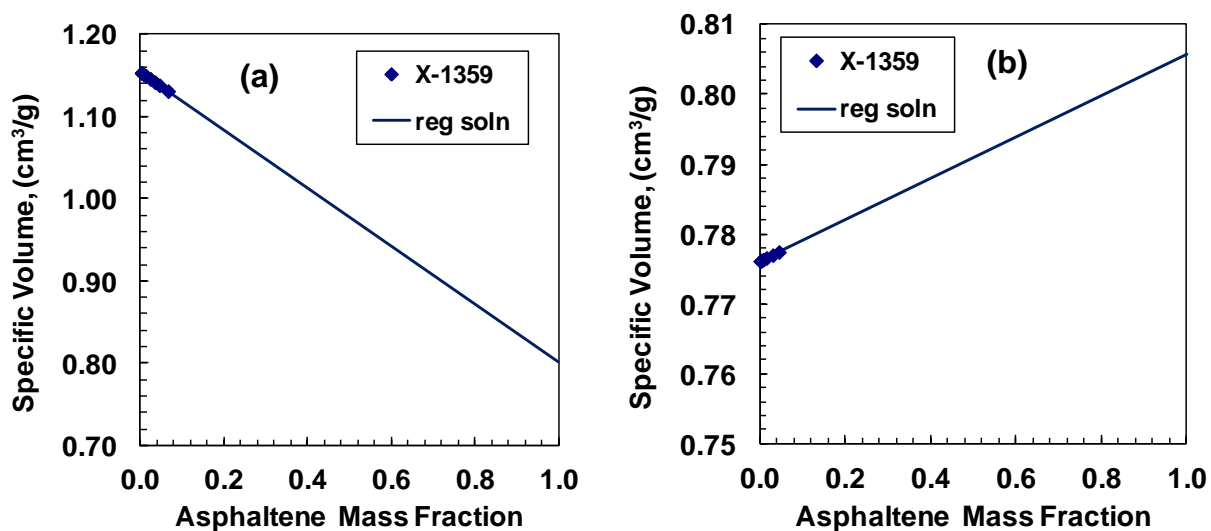 (a)
X-1359
reg soln
Specific Volume, (cm³/g)
1.20
1.10
1.00
0.90
0.80
0.70
0.0 0.2 0.4 0.6 0.8 1.0
Asphaltene Mass Fraction
(b)
X-1359
reg soln
Specific Volume, (cm³/g)
0.81
0.80
0.79
0.78
0.77
0.76
0.75
0.0 0.2 0.4 0.6 0.8 1.0
Asphaltene Mass Fraction